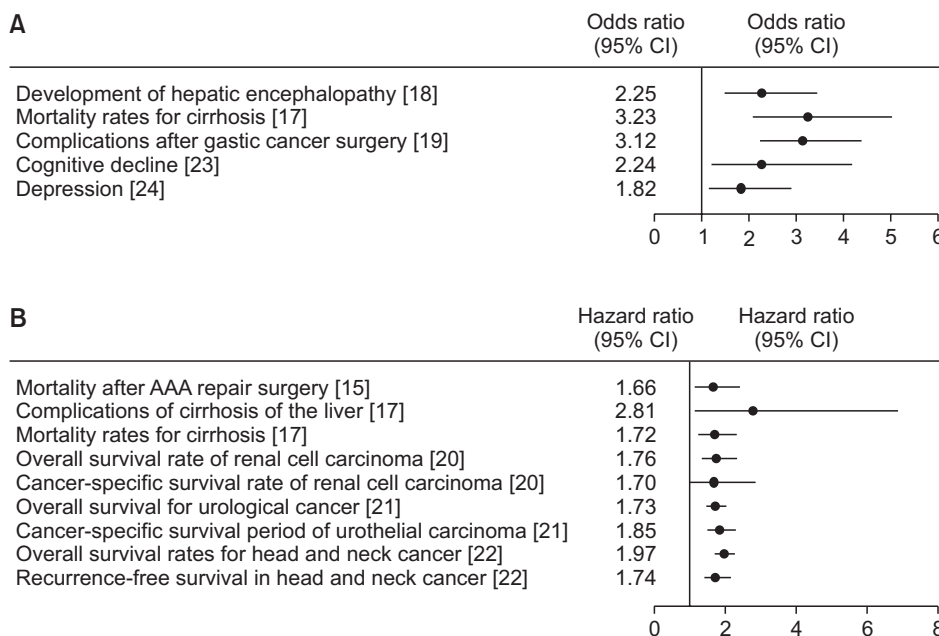 A
Odds ratio Odds ratio
(95% CI) (95% CI)
Development of hepatic encephalopathy [18] 2.25
Mortality rates for cirrhosis [17] 3.23
Complications after gastic cancer surgery [19] 3.12
Cognitive decline [23] 2.24
Depression [24] 1.82
0 1 2 3 4 5 6
B
Hazard ratio Hazard ratio
(95% CI) (95% CI)
Mortality after AAA repair surgery [15] 1.66
Complications of cirrhosis of the liver [17] 2.81
Mortality rates for cirrhosis [17] 1.72
Overall survival rate of renal cell carcinoma [20] 1.76
Cancer-specific survival rate of renal cell carcinoma [20] 1.70
Overall survival for urological cancer [21] 1.73
Cancer-specific survival period of urothelial carcinoma [21] 1.85
Overall survival rates for head and neck cancer [22] 1.97
Recurrence-free survival in head and neck cancer [22] 1.74
0 2 4 6 8